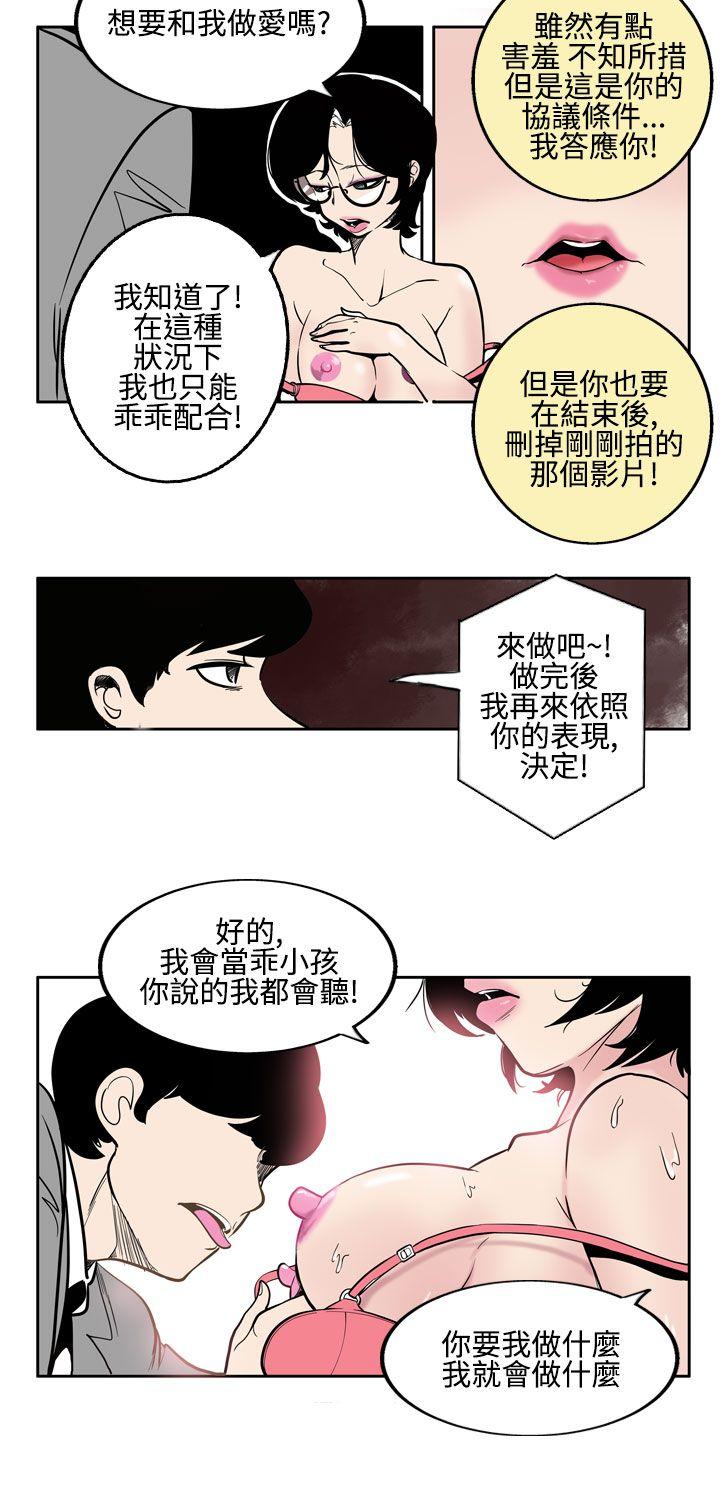 想要和我做愛嗎?
雖然有點
害羞 不知所措
但是這是你的
協議條件...
我答應你!
我知道了!
在這種
狀況下
我也只能
乖乖配合!
但是你也要
在結束後,
刪掉剛剛拍的
那個影片!
來做吧~!
做完後
我再來依照
你的表現,
決定!
好的,
我會當乖小孩
你說的我都會聽!
你要我做什麼
我就會做什麼